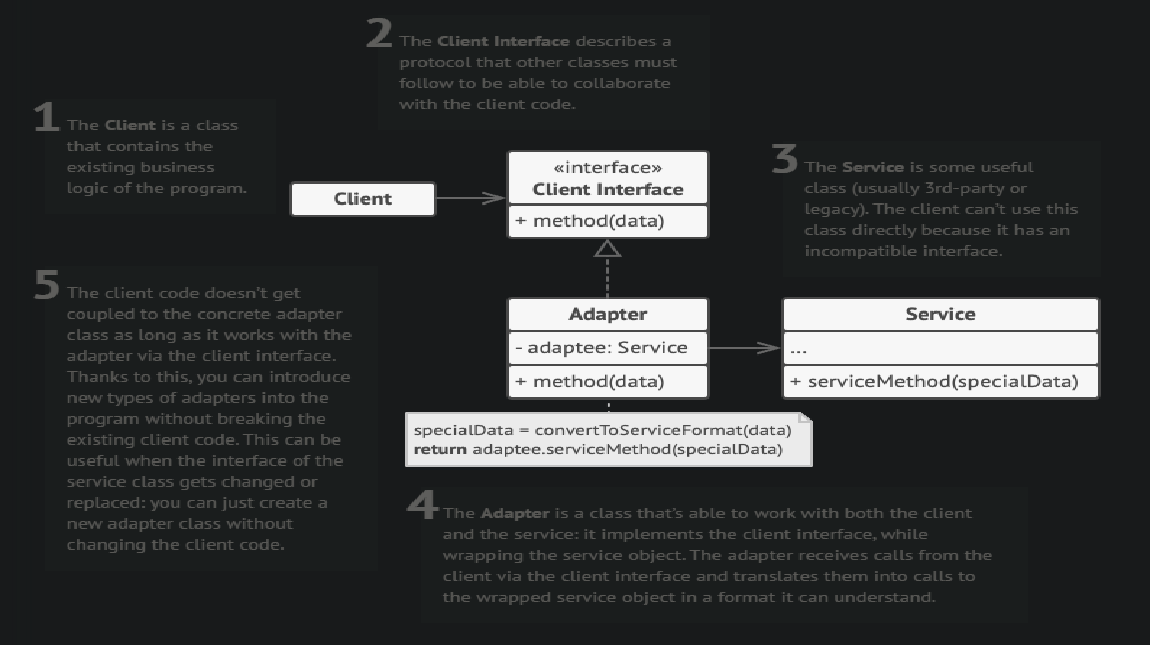 1
The Client is a class
that contains the
existing business
logic of the program.
2
The Client Interface describes a
protocol that other classes must
follow to be able to collaborate
with the client code.
Client
«interface»
Client Interface
+ method(data)
3
The Service is some useful
class (usually 3rd-party or
legacy). The client can't use this
class directly because it has an
incompatible interface.
Adapter
- adaptee: Service
+ method(data)
Service
...
+ serviceMethod(specialData)
specialData = convertToServiceFormat(data)
return adaptee.serviceMethod(specialData)
4
The Adapter is a class that's able to work with both the client
and the service: it implements the client interface, while
wrapping the service object. The adapter receives calls from the
client via the client interface and translates them into calls to
the wrapped service object in a format it can understand.
5
The client code doesn't get
coupled to the concrete adapter
class as long as it works with the
adapter via the client interface.
Thanks to this, you can introduce
new types of adapters into the
program without breaking the
existing client code. This can be
useful when the interface of the
service class gets changed or
replaced: you can just create a
new adapter class without
changing the client code.